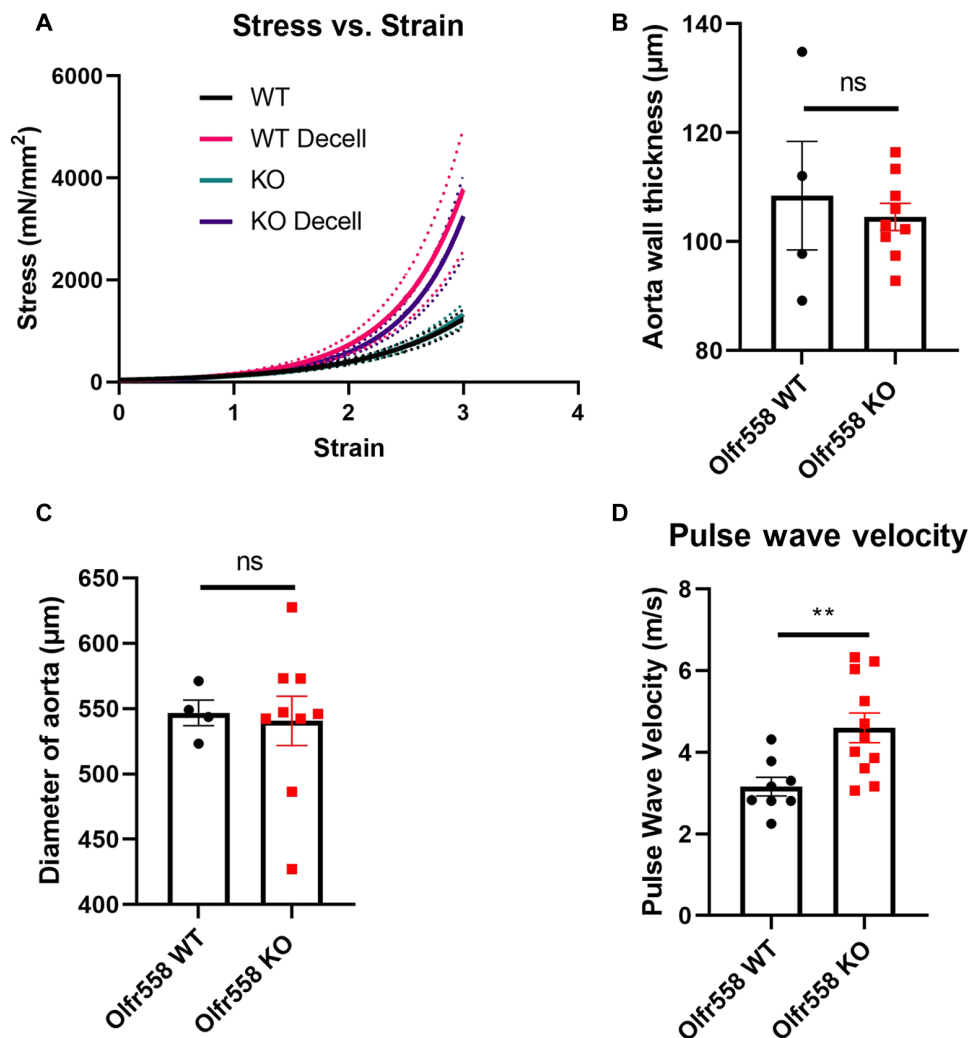 A
Stress vs. Strain
Stress (mN/mm²)
6000
4000
2000
0
WT
WT Decell
KO
KO Decell
0 1 2 3 4
Strain
B
Aorta wall thickness (µm)
140
120
100
80
ns
Olfr558 WT
Olfr558 KO
C
Diameter of aorta (µm)
650
600
550
500
450
400
ns
Olfr558 WT
Olfr558 KO
D
Pulse wave velocity
Pulse Wave Velocity (m/s)
8
6
4
2
0
**
Olfr558 WT
Olfr558 KO